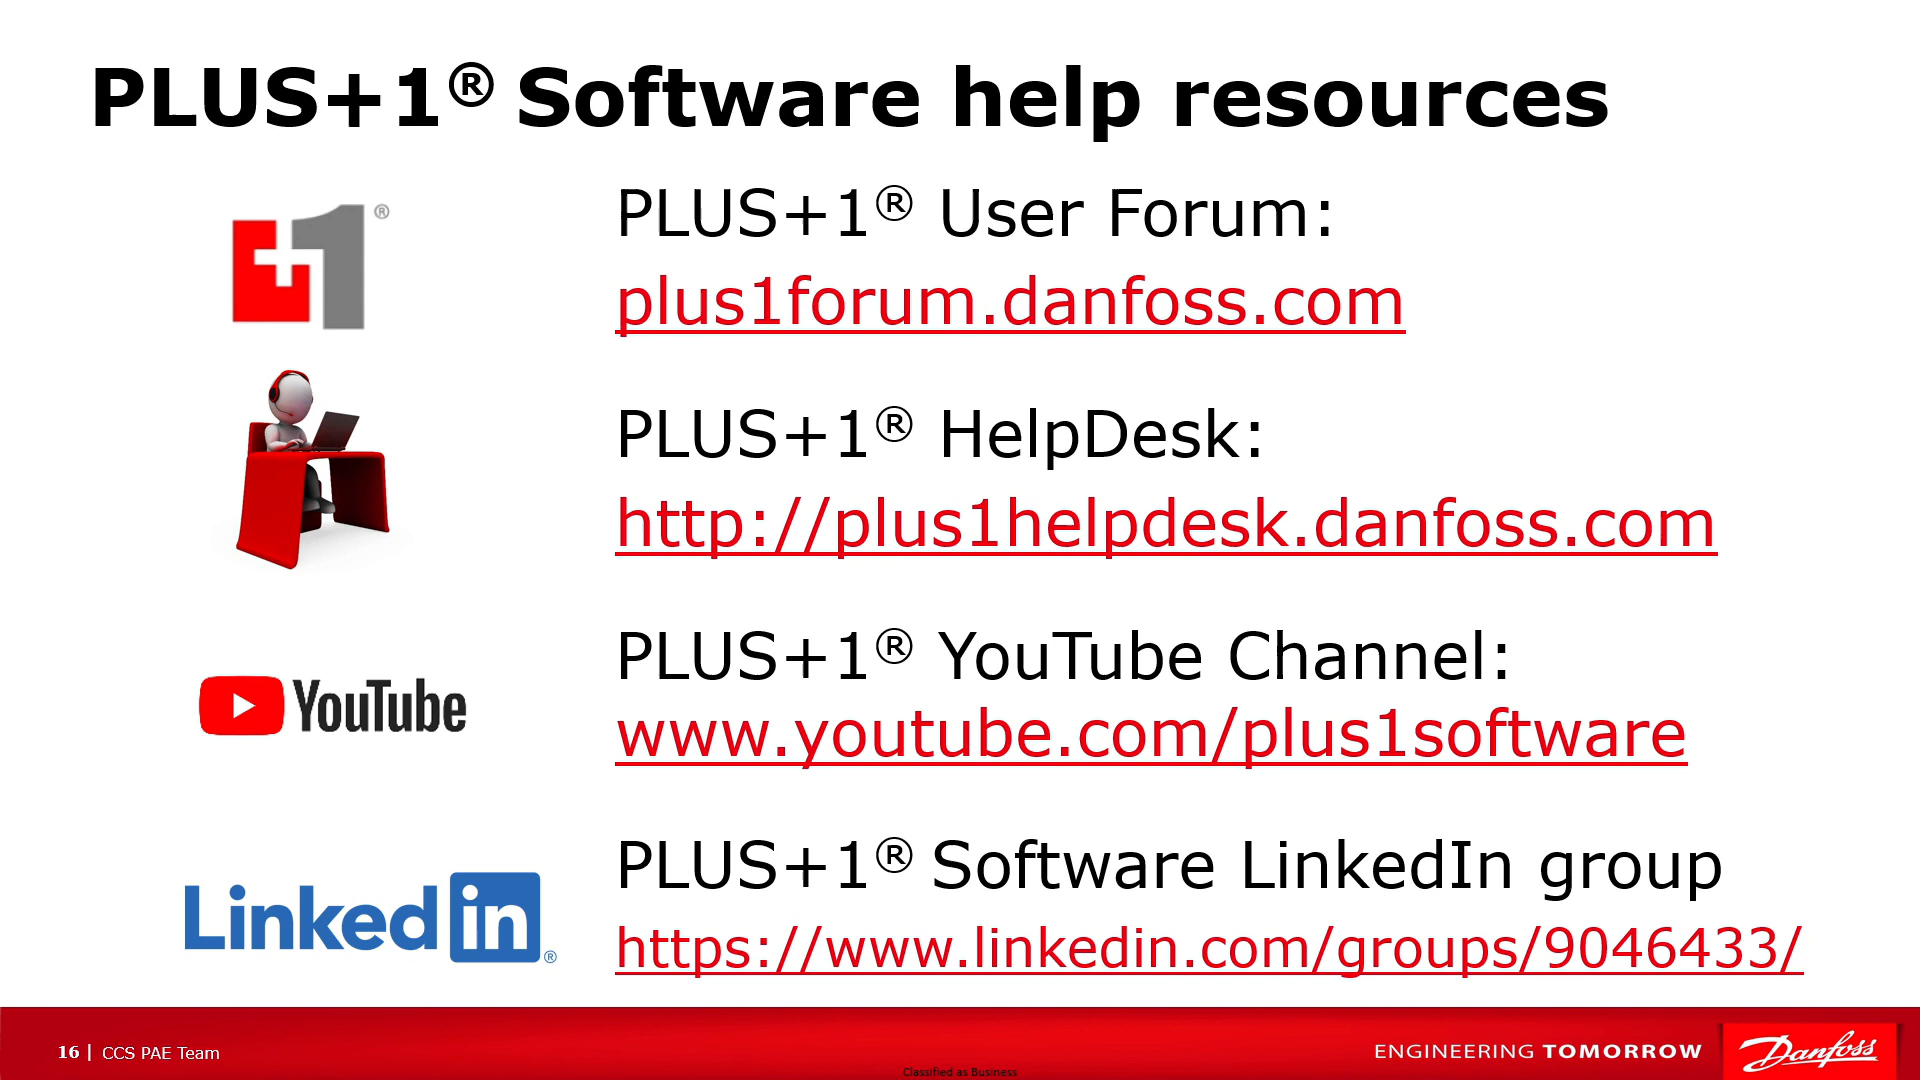 PLUS+1® Software help resources
+1®
PLUS+1® User Forum:
plus1forum.danfoss.com
PLUS+1® HelpDesk:
http://plus1helpdesk.danfoss.com
YouTube
PLUS+1® YouTube Channel:
www.youtube.com/plus1software
Linked in®
PLUS+1® Software LinkedIn group
https://www.linkedin.com/groups/9046433/
16 | CCS PAE Team
ENGINEERING TOMORROW
Danfoss
Classified as Business